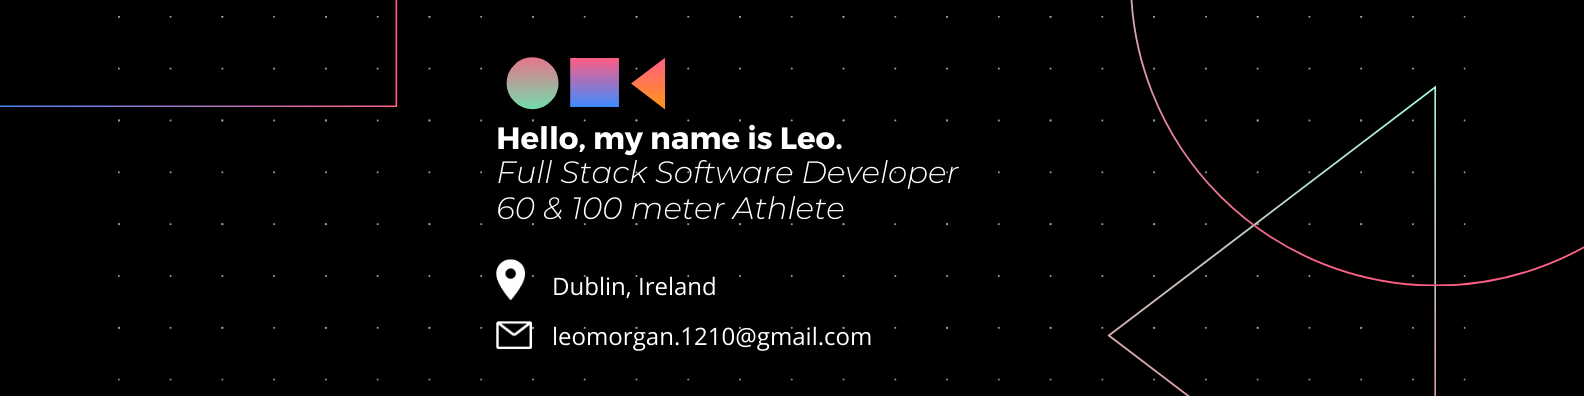 Hello, my name is Leo.
Full Stack Software Developer
60 & 100 meter Athlete
Dublin, Ireland
leomorgan.1210@gmail.com